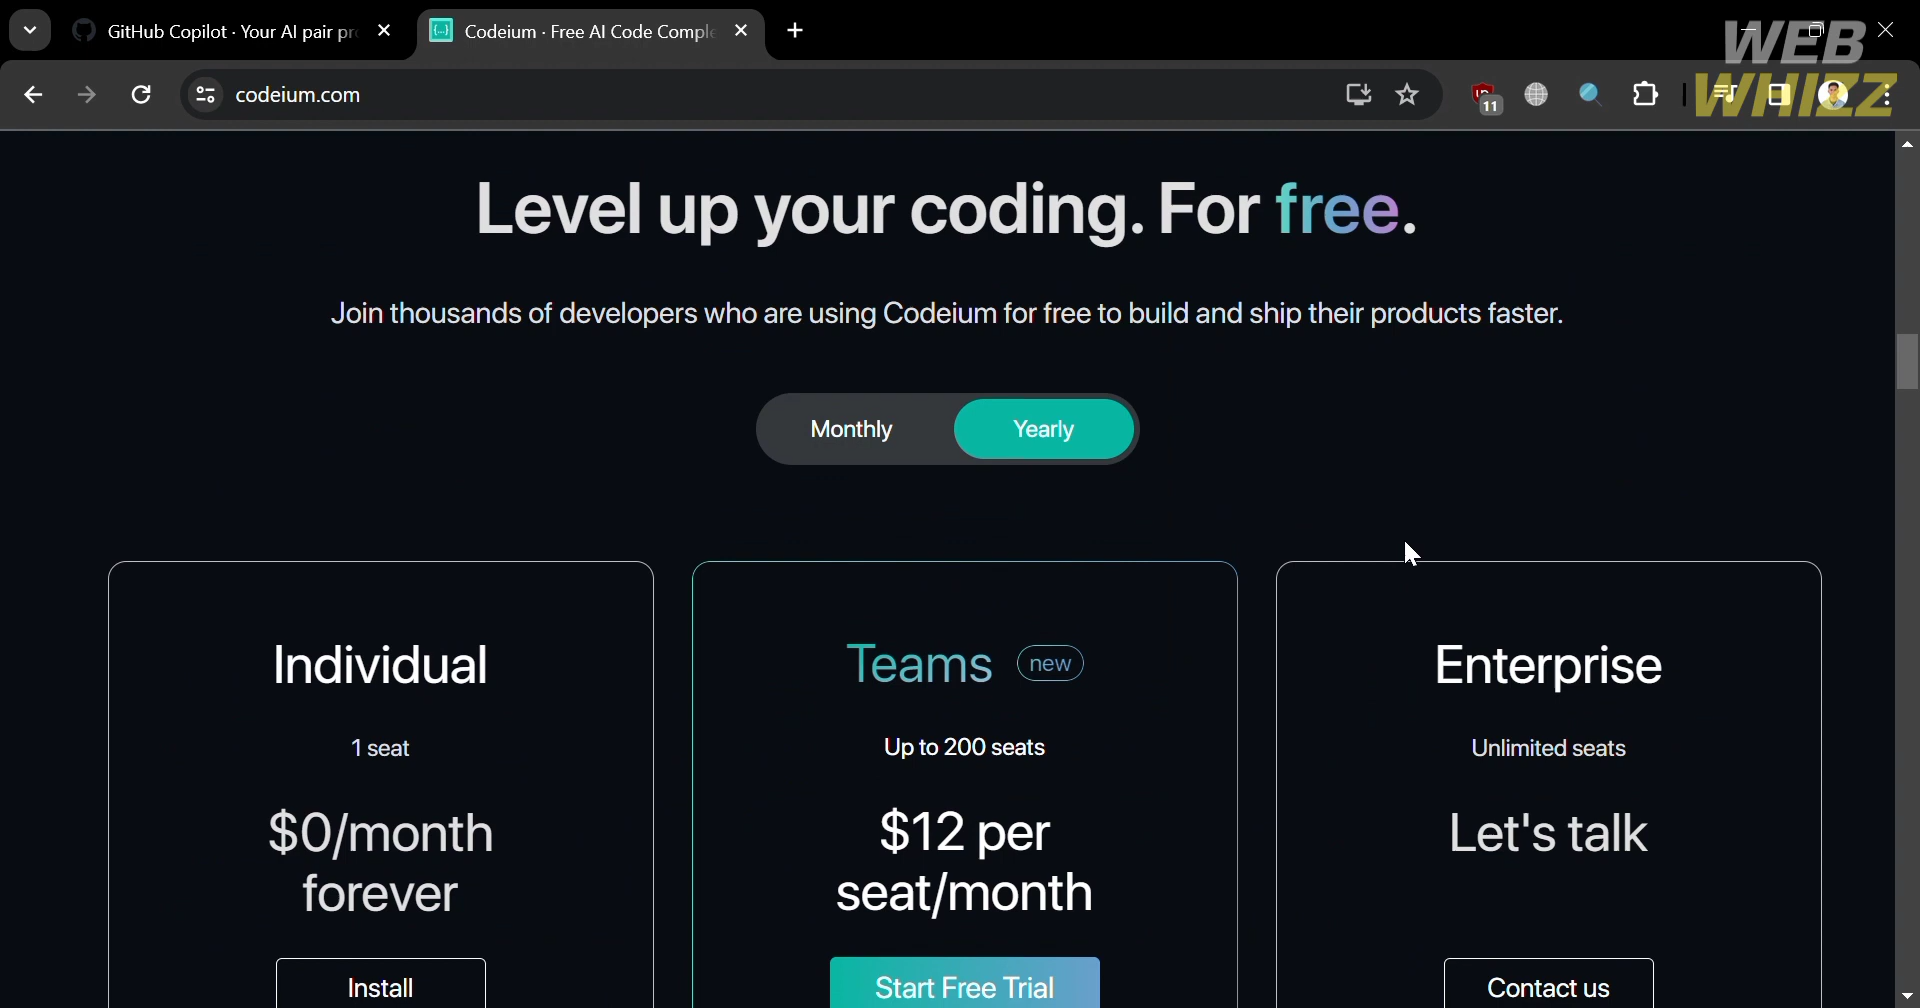 GitHub Copilot · Your AI pair pr
Codeium · Free AI Code Comple
WEB
WHIZZ
codeium.com
11
Level up your coding. For free.
Join thousands of developers who are using Codeium for free to build and ship their products faster.
Monthly
Yearly
Individual
1 seat
$0/month
forever
Install
Teams new
Up to 200 seats
$12 per
seat/month
Start Free Trial
Enterprise
Unlimited seats
Let's talk
Contact us